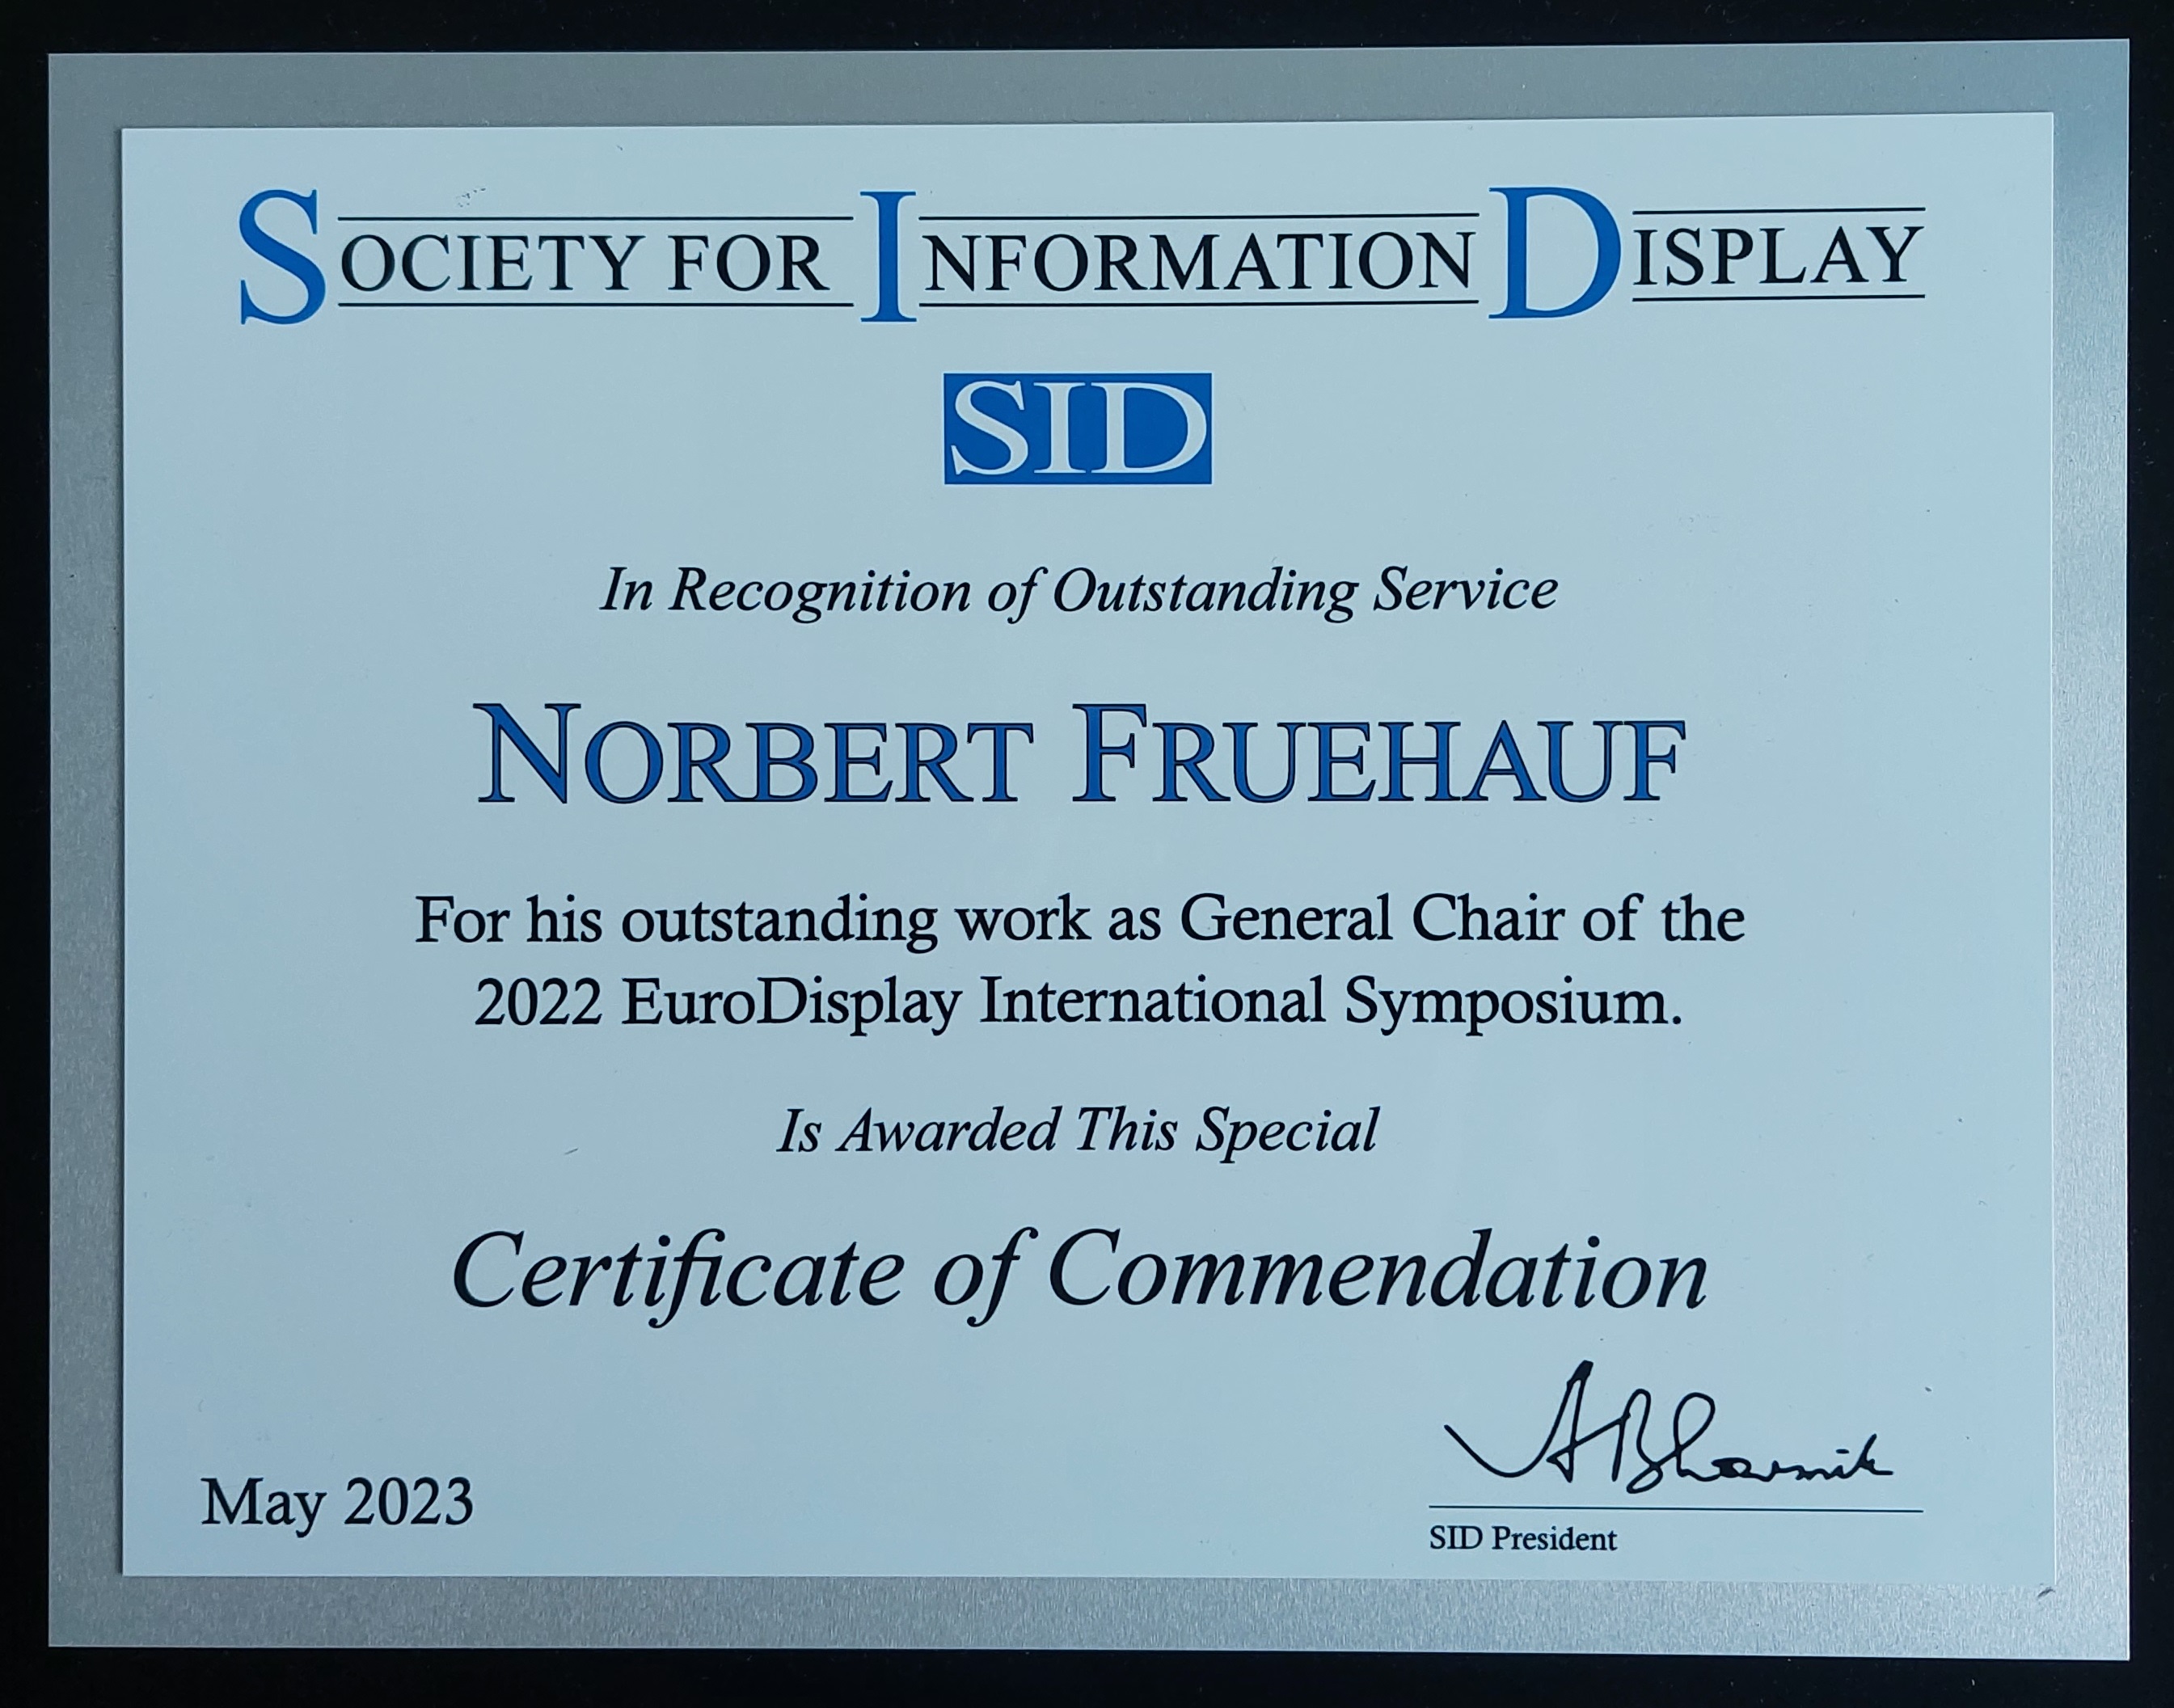 SOCIETY FOR INFORMATION DISPLAY
SID
In Recognition of Outstanding Service
NORBERT FRUEHAUF
For his outstanding work as General Chair of the
2022 EuroDisplay International Symposium.
Is Awarded This Special
Certificate of Commendation
A Bhowmik
May 2023
SID President